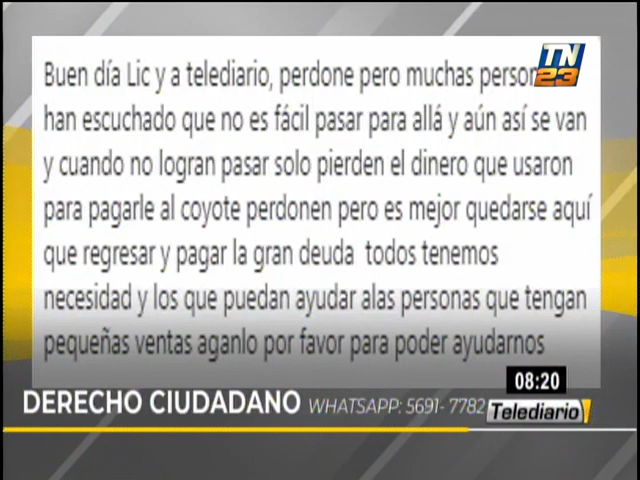 Buen día Lic y a telediario, perdone pero muchas person
TN
23
han escuchado que no es fácil pasar para allá y aún así se van
y cuando no logran pasar solo pierden el dinero que usaron
para pagarle al coyote perdonen pero es mejor quedarse aquí
que regresar y pagar la gran deuda todos tenemos
necesidad y los que puedan ayudar alas personas que tengan
pequeñas ventas aganlo por favor para poder ayudarnos
08:20
DERECHO CIUDADANO WHATSAPP: 5691- 7782
Telediario